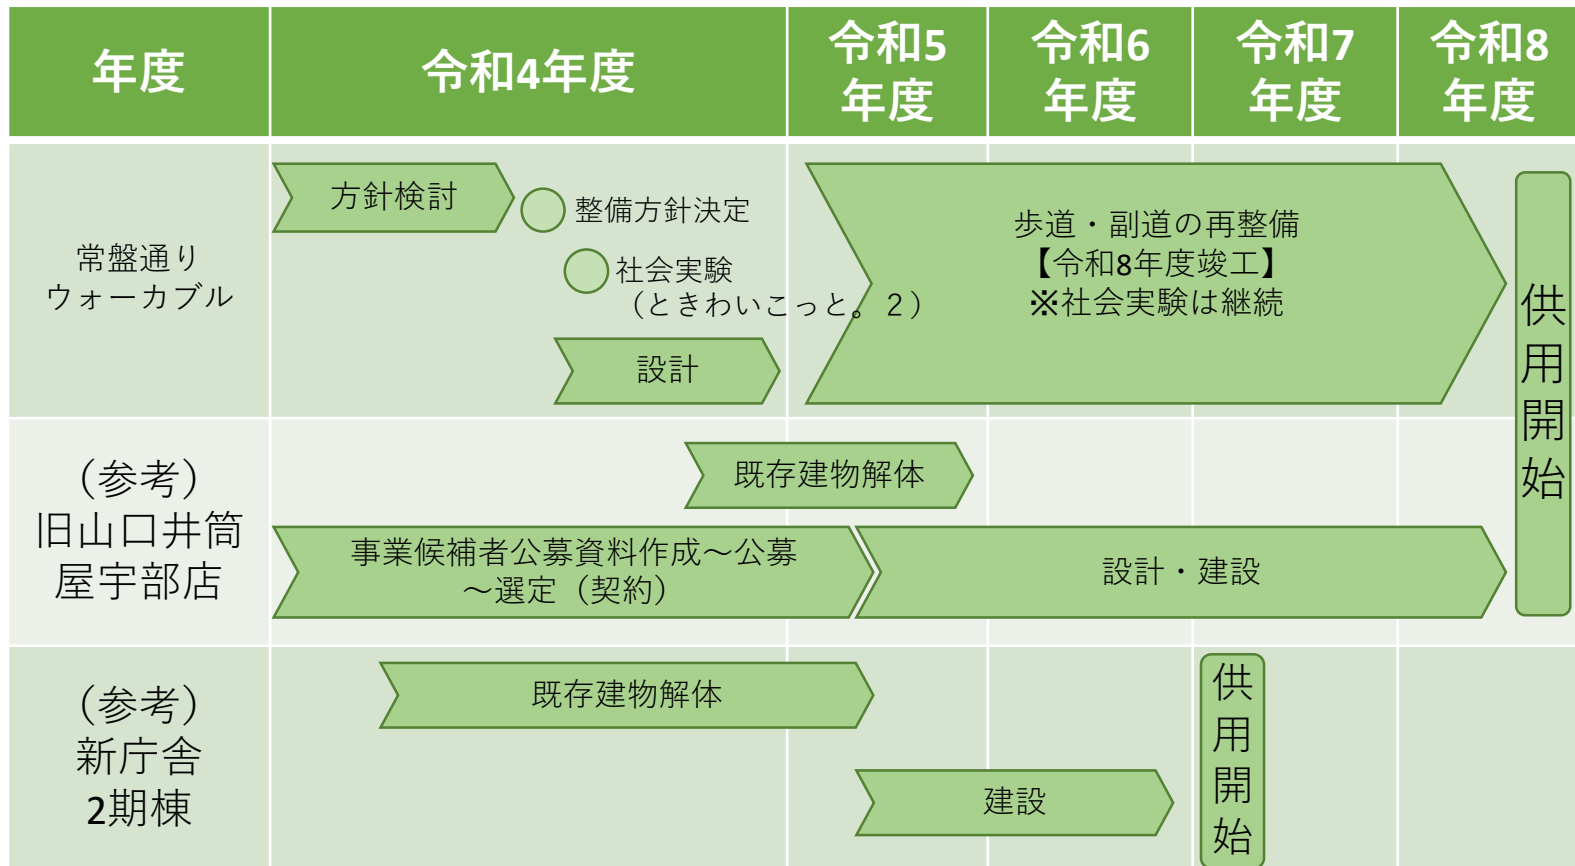 年度
令和4年度
令和5
年度
令和6
年度
令和7
年度
令和8
年度
常盤通り
ウォーカブル
方針検討
整備方針決定
社会実験
（ときわいこっと。２）
設計
歩道・副道の再整備
【令和8年度竣工】
※社会実験は継続
供用開始
（参考）
旧山口井筒
屋宇部店
既存建物解体
事業候補者公募資料作成～公募
～選定（契約）
設計・建設
（参考）
新庁舎
2期棟
既存建物解体
建設
供用開始